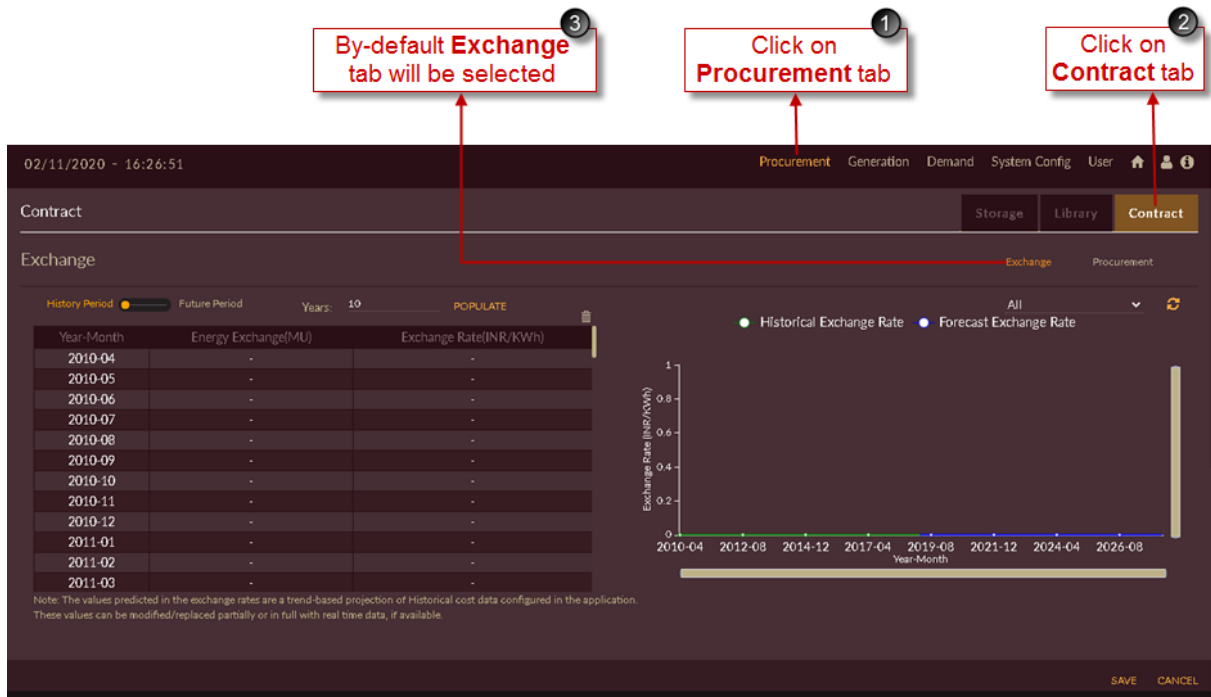 3
By-default Exchange
tab will be selected
1
Click on
Procurement tab
2
Click on
Contract tab
02/11/2020 - 16:26:51
Procurement Generation Demand System Config User
Contract
Storage Library Contract
Exchange
Exchange Procurement
History Period Future Period Years: 10 POPULATE
All
Historical Exchange Rate Forecast Exchange Rate
Year-Month Energy Exchange(MU) Exchange Rate(INR/KWh)
2010-04 - -
2010-05 - -
2010-06 - -
2010-07 - -
2010-08 - -
2010-09 - -
2010-10 - -
2010-11 - -
2010-12 - -
2011-01 - -
2011-02 - -
2011-03 - -
Exchange Rate (INR/KWh)
1
0.8
0.6
0.4
0.2
0
2010-04 2012-08 2014-12 2017-04 2019-08 2021-12 2024-04 2026-08
Year-Month
Note: The values predicted in the exchange rates are a trend-based projection of Historical cost data configured in the application.
These values can be modified/replaced partially or in full with real time data, if available.
SAVE CANCEL